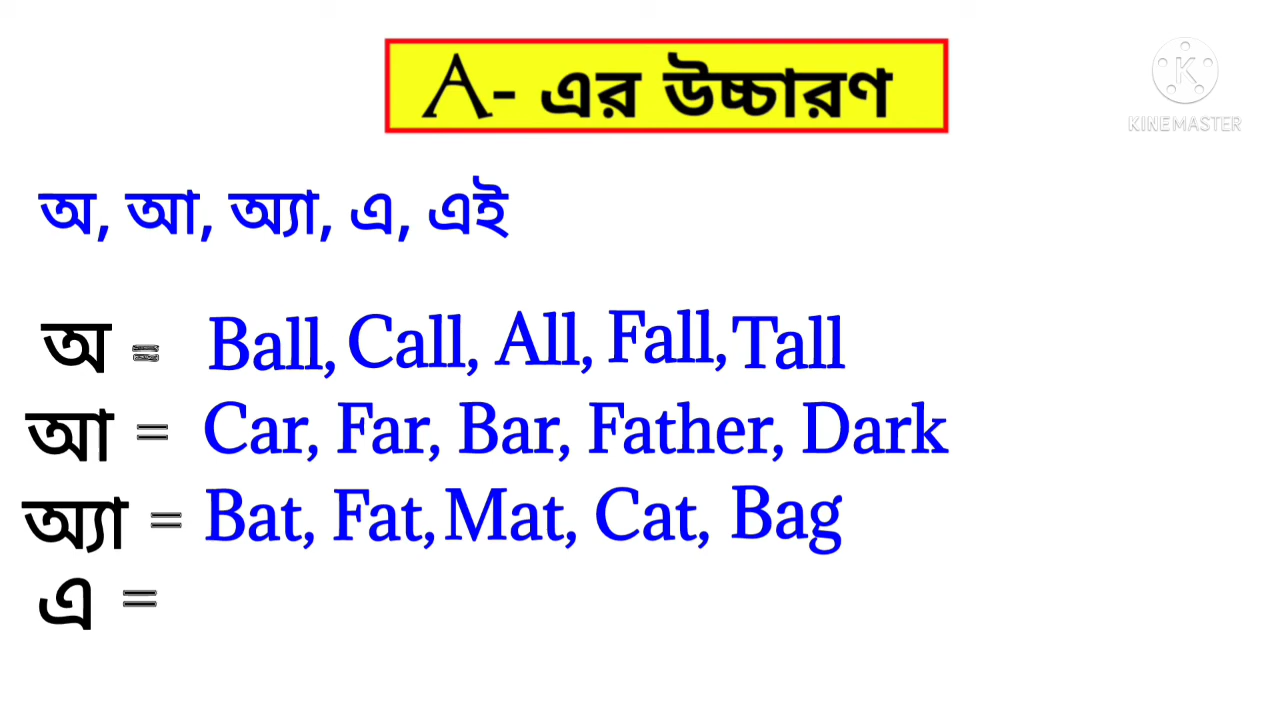 A- এর উচ্চারণ
KINEMASTER
অ, আ, অ্যা, এ, এই
অ = Ball, Call, All, Fall, Tall
আ = Car, Far, Bar, Father, Dark
অ্যা = Bat, Fat, Mat, Cat, Bag
এ =